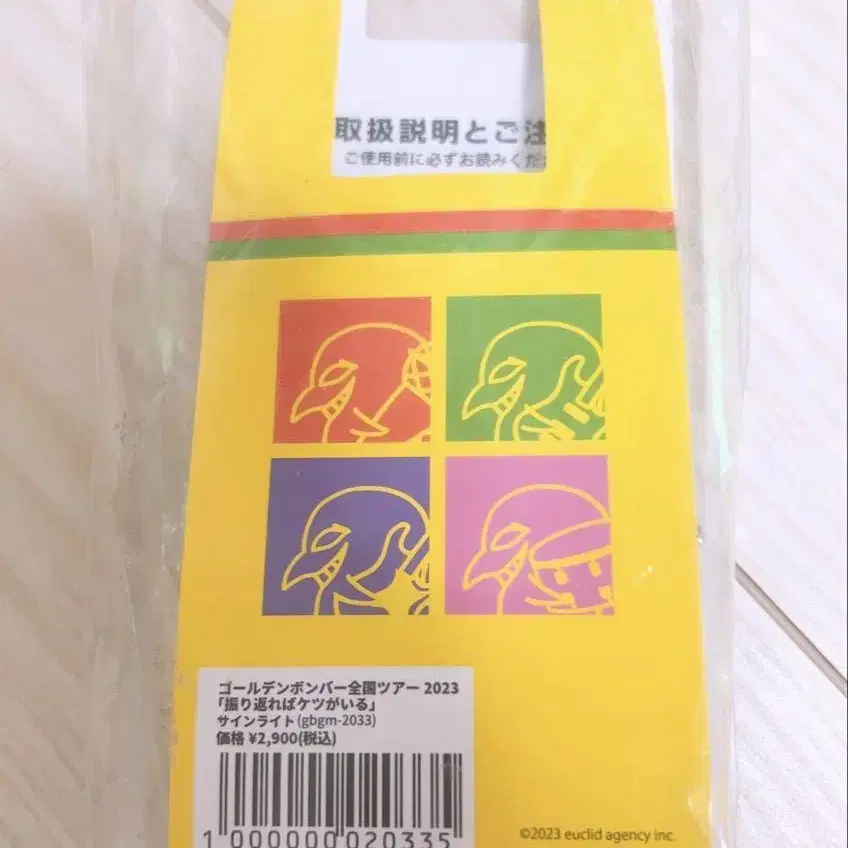 取扱説明とご注
ご使用前に必ずお読みくだ
ゴールデンボンバー全国ツアー 2023
「振り返ればケツがいる」
サインライト(gbgm-2033)
価格 ¥2,900(税込)
1 000000 020335
©2023 euclid agency inc.